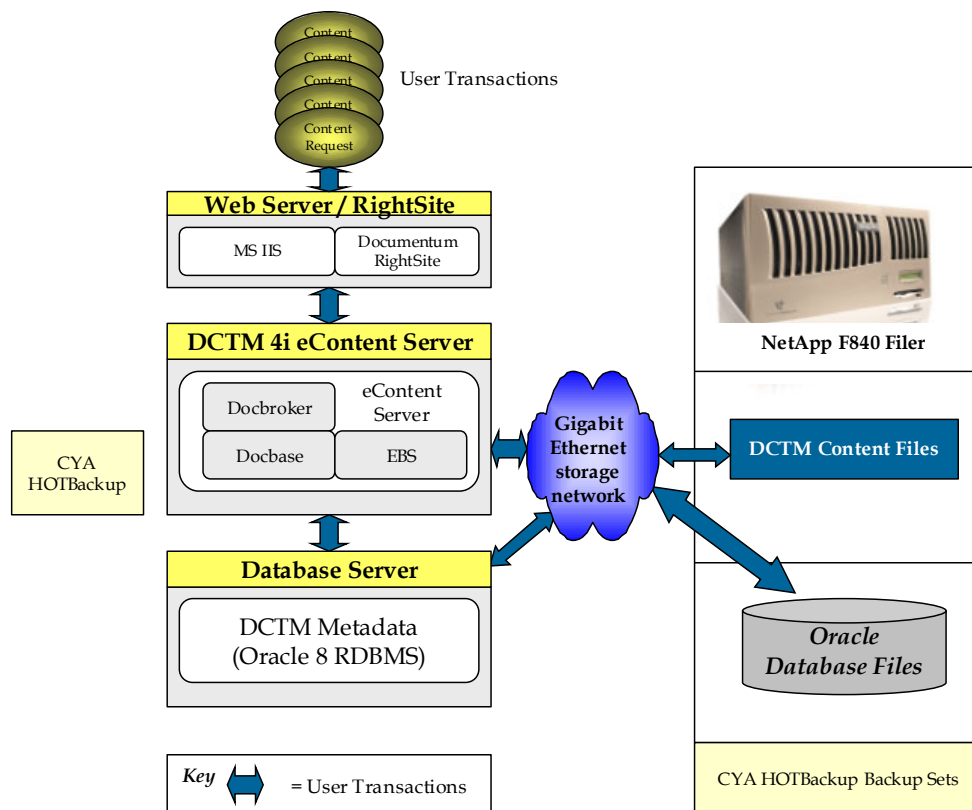 Content
Content
Content
Content
Content
Request
User Transactions
Web Server / RightSite
MS IIS
Documentum
RightSite
DCTM 4i eContent Server
Docbroker
eContent
Server
Docbase
EBS
CYA
HOTBackup
Gigabit
Ethernet
storage
network
Database Server
DCTM Metadata
(Oracle 8 RDBMS)
NetApp F840 Filer
DCTM Content Files
Oracle
Database Files
CYA HOTBackup Backup Sets
Key
= User Transactions